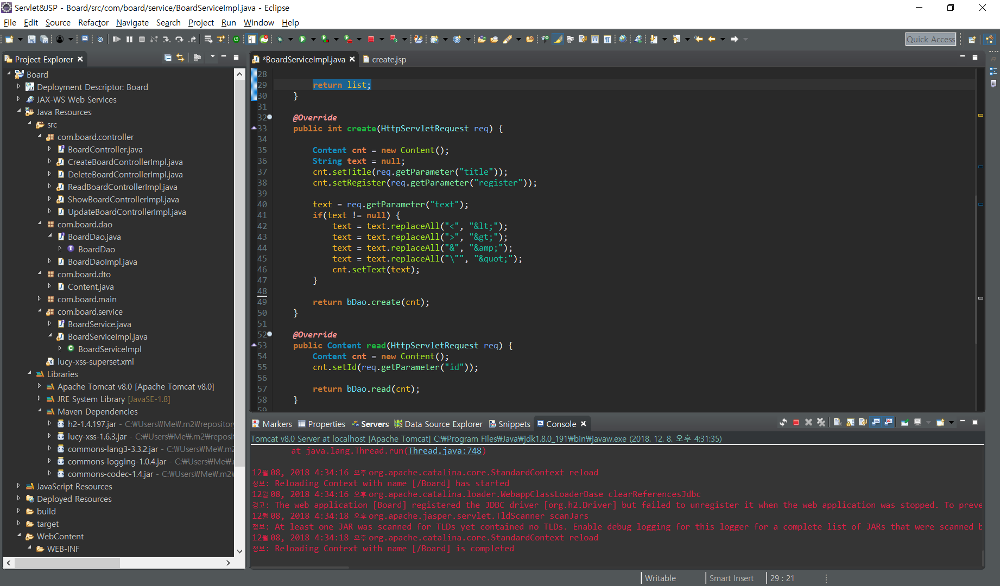 Servlet&JSP - Board/src/com/board/service/BoardServiceImpl.java - Eclipse
File Edit Source Refactor Navigate Search Project Run Window Help
Quick Access
Project Explorer
Board
Deployment Descriptor: Board
JAX-WS Web Services
Java Resources
src
com.board.controller
BoardController.java
CreateBoardControllerImpl.java
DeleteBoardControllerImpl.java
ReadBoardControllerImpl.java
ShowBoardControllerImpl.java
UpdateBoardControllerImpl.java
com.board.dao
BoardDao.java
BoardDao
BoardDaoImpl.java
com.board.dto
Content.java
com.board.main
com.board.service
BoardService.java
BoardServiceImpl.java
BoardServiceImpl
lucy-xss-superset.xml
Libraries
Apache Tomcat v8.0 [Apache Tomcat v8.0]
JRE System Library [JavaSE-1.8]
Maven Dependencies
h2-1.4.197.jar - C:₩Users₩Me₩.m2₩repository
lucy-xss-1.6.3.jar - C:₩Users₩Me₩.m2₩reposi
commons-lang3-3.3.2.jar - C:₩Users₩Me₩.m2
commons-logging-1.0.4.jar - C:₩Users₩Me₩.
commons-codec-1.4.jar - C:₩Users₩Me₩.m2
JavaScript Resources
Deployed Resources
build
target
WebContent
WEB-INF
*BoardServiceImpl.java create.jsp
28
29 return list;
30 }
31
32 @Override
33 public int create(HttpServletRequest req) {
34
35 Content cnt = new Content();
36 String text = null;
37 cnt.setTitle(req.getParameter("title"));
38 cnt.setRegister(req.getParameter("register"));
39
40 text = req.getParameter("text");
41 if(text != null) {
42 text = text.replaceAll("<", "&lt;");
43 text = text.replaceAll(">", "&gt;");
44 text = text.replaceAll("&", "&amp;");
45 text = text.replaceAll("\"", "&quot;");
46 cnt.setText(text);
47 }
48
49 return bDao.create(cnt);
50 }
51
52 @Override
53 public Content read(HttpServletRequest req) {
54 Content cnt = new Content();
55 cnt.setId(req.getParameter("id"));
56
57 return bDao.read(cnt);
58 }
59
Markers Properties Servers Data Source Explorer Snippets Console
Tomcat v8.0 Server at localhost [Apache Tomcat] C:₩Program Files₩Java₩jdk1.8.0_191₩bin₩javaw.exe (2018. 12. 8. 오후 4:31:35)
at java.lang.Thread.run(Thread.java:748)
12월 08, 2018 4:34:16 오후 org.apache.catalina.core.StandardContext reload
정보: Reloading Context with name [/Board] has started
12월 08, 2018 4:34:16 오후 org.apache.catalina.loader.WebappClassLoaderBase clearReferencesJdbc
경고: The web application [Board] registered the JDBC driver [org.h2.Driver] but failed to unregister it when the web application was stopped. To preve
12월 08, 2018 4:34:18 오후 org.apache.jasper.servlet.TldScanner scanJars
정보: At least one JAR was scanned for TLDs yet contained no TLDs. Enable debug logging for this logger for a complete list of JARs that were scanned b
12월 08, 2018 4:34:18 오후 org.apache.catalina.core.StandardContext reload
정보: Reloading Context with name [/Board] is completed
Writable Smart Insert 29 : 21